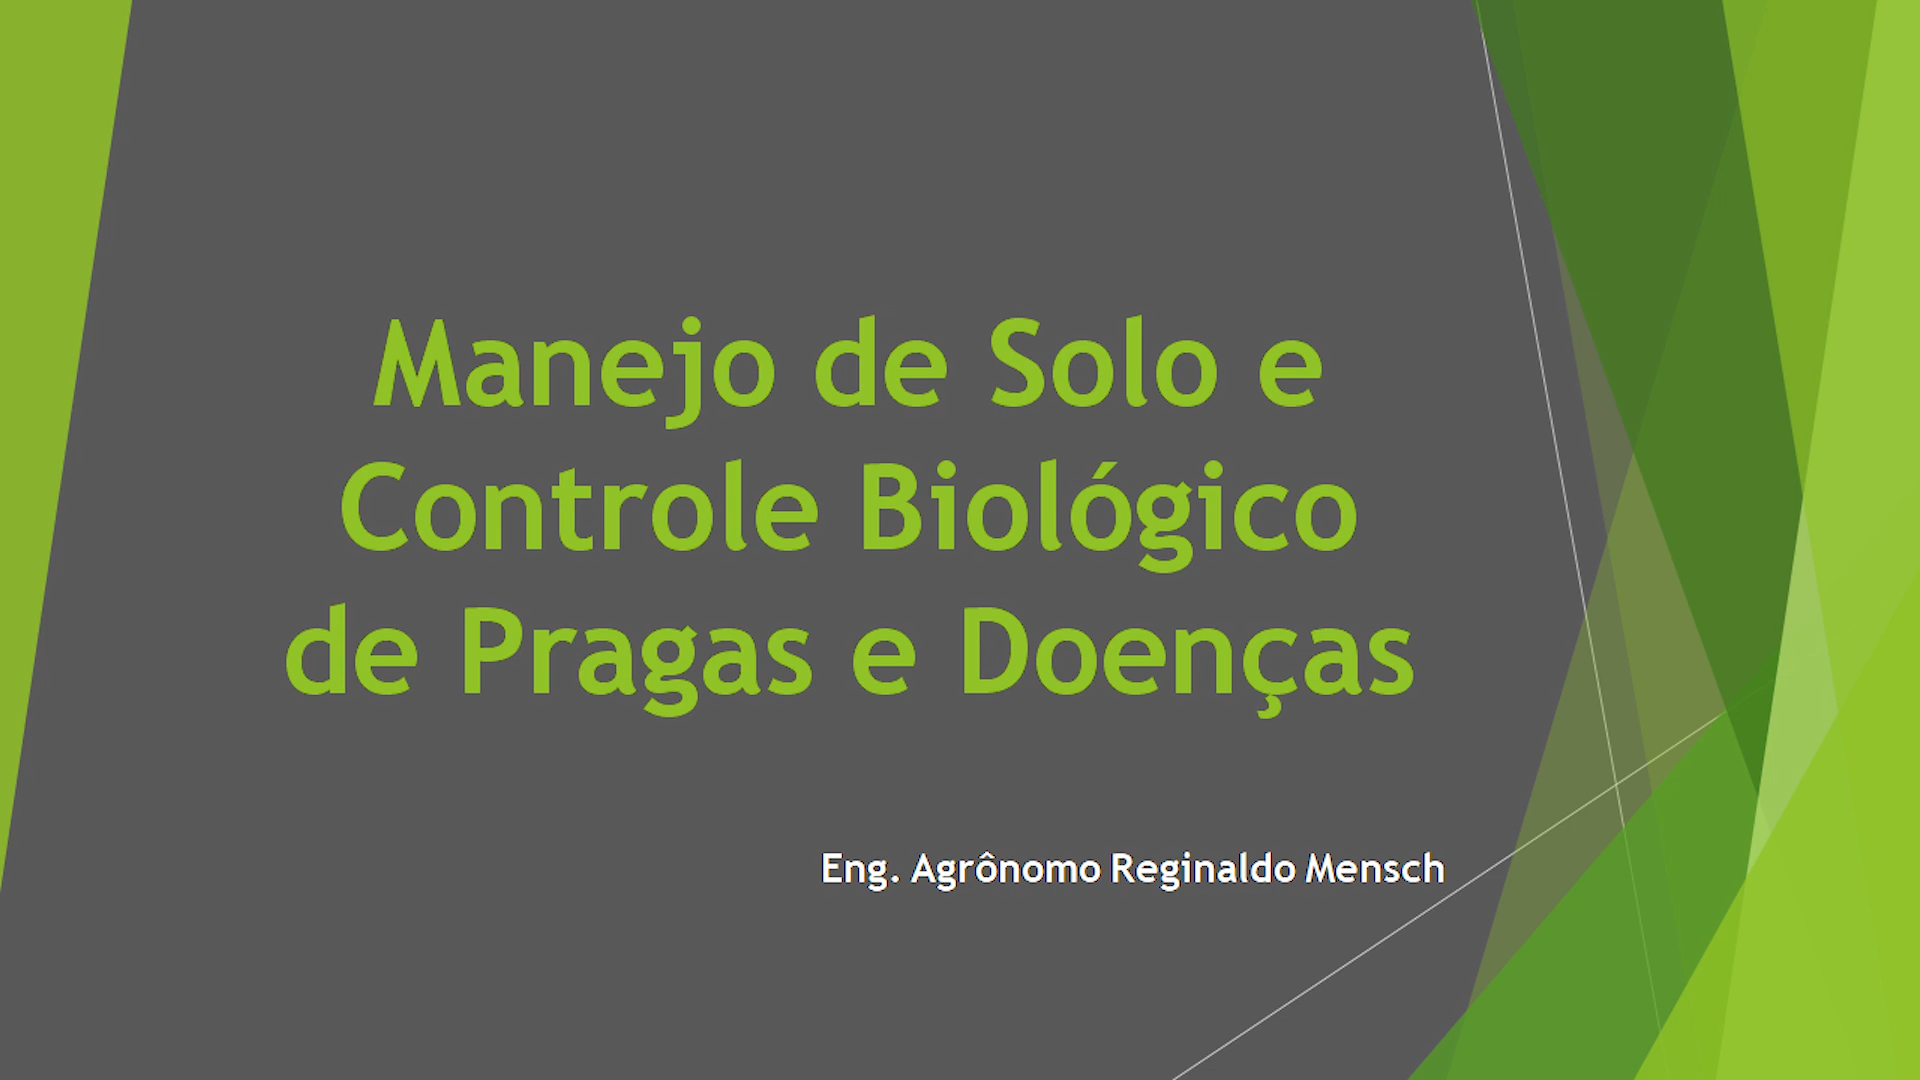 Manejo de Solo e
Controle Biológico
de Pragas e Doenças
Eng. Agrônomo Reginaldo Mensch